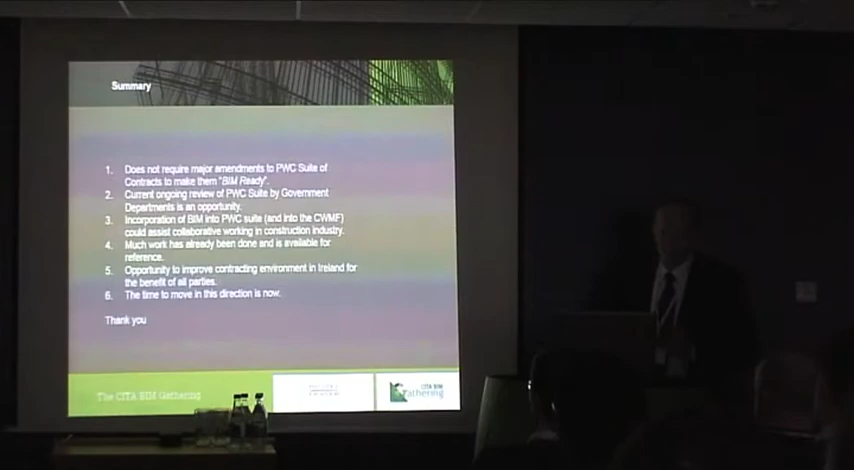 Summary
1. Does not require major amendments to PWC Suite of
Contracts to make them "BIM Ready".
2. Current ongoing review of PWC Suite by Government
Departments is an opportunity.
3. Incorporation of BIM into PWC suite (and into the CWMF)
could assist collaborative working in construction industry.
4. Much work has already been done and is available for
reference.
5. Opportunity to improve contracting environment in Ireland for
the benefit of all parties.
6. The time to move in this direction is now.
Thank you
The CITA BIM Gathering
CITA BIM
Gathering